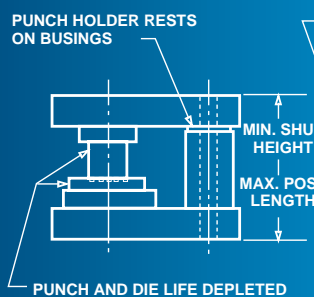 PUNCH HOLDER RESTS
ON BUSINGS
MIN. SHU
HEIGHT
MAX. POS
LENGTH
PUNCH AND DIE LIFE DEPLETED